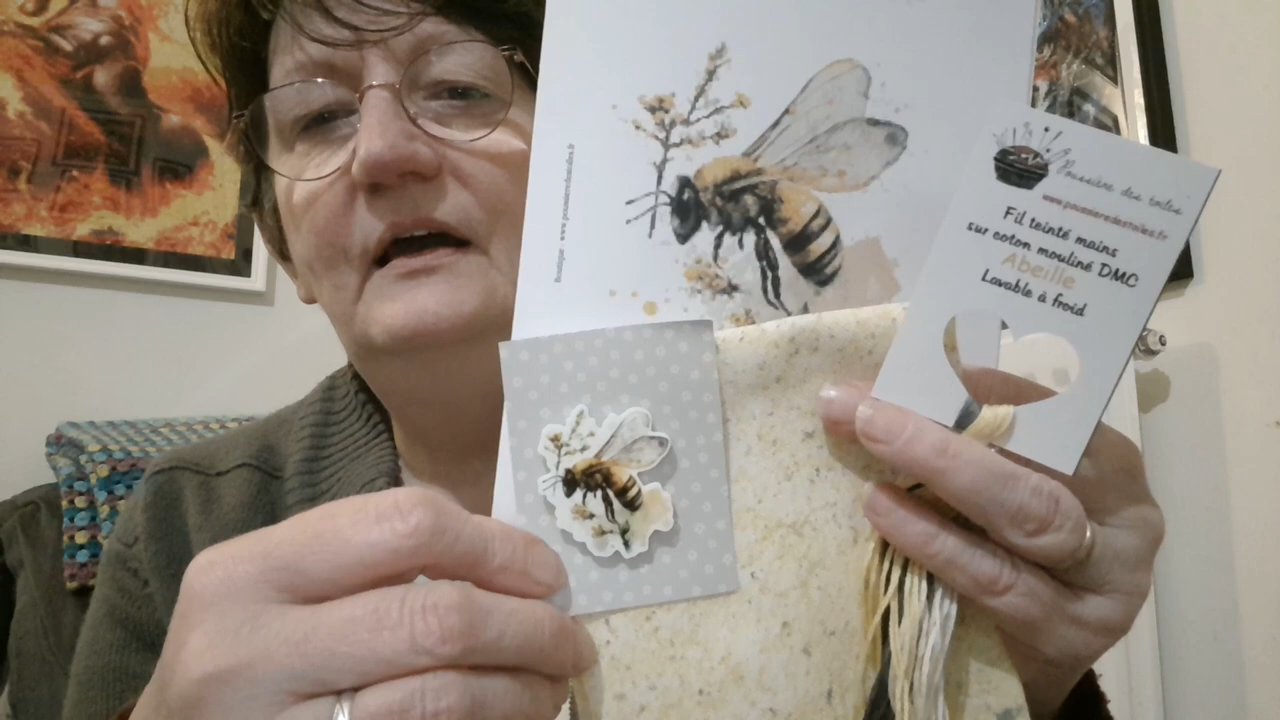 Poussière des toiles
www.poussieredestoiles.fr
Fil teinté mains
sur coton mouliné DMC
Abeille
Lavable à froid